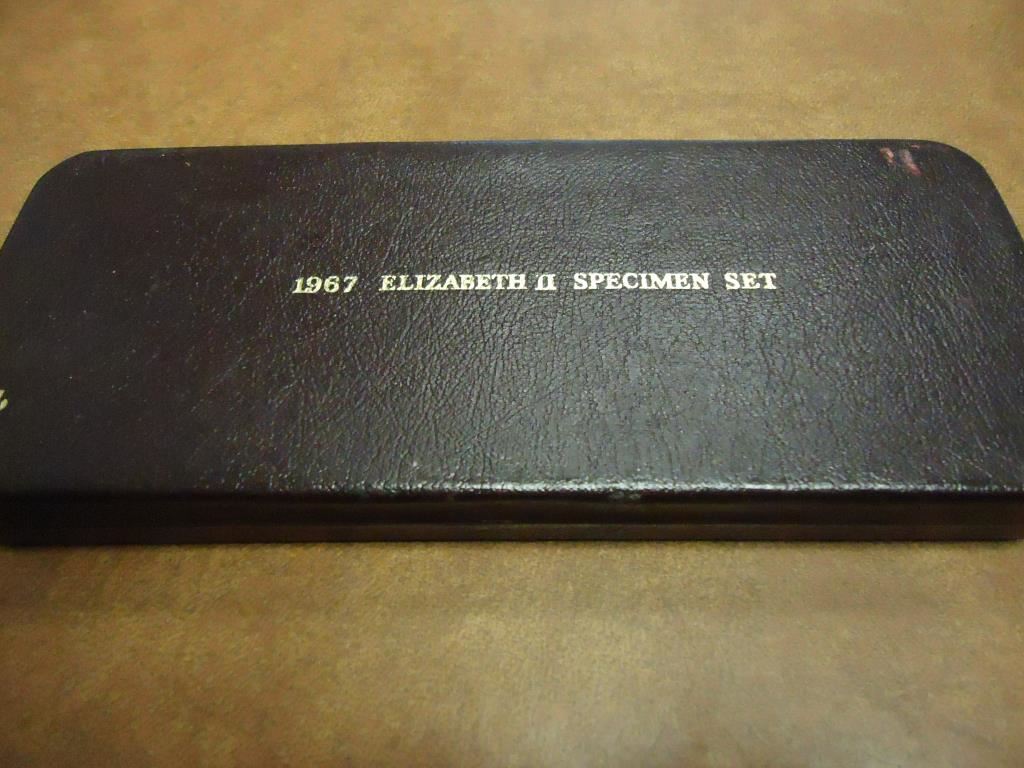 1967 ELIZABETH II SPECIMEN SET